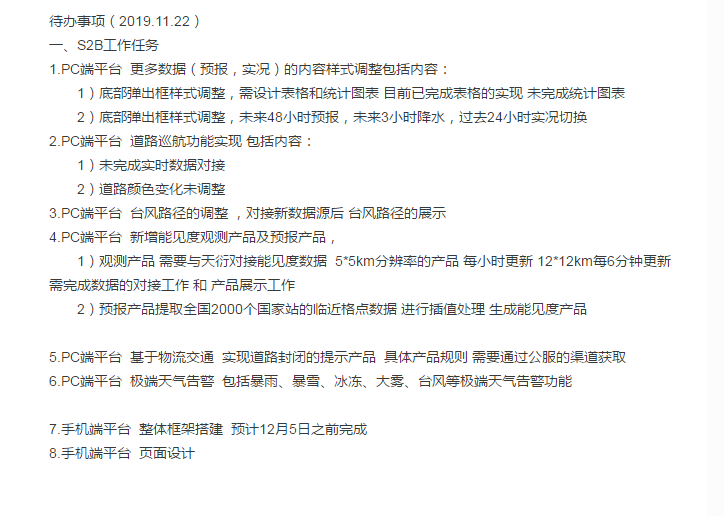 待办事项（2019.11.22）
一、S2B工作任务
1.PC端平台  更多数据（预报，实况）的内容样式调整包括内容：
1）底部弹出框样式调整，需设计表格和统计图表 目前已完成表格的实现 未完成统计图表
2）底部弹出框样式调整，未来48小时预报，未来3小时降水，过去24小时实况切换
2.PC端平台  道路巡航功能实现 包括内容：
1）未完成实时数据对接
2）道路颜色变化未调整
3.PC端平台  台风路径的调整 ，对接新数据源后 台风路径的展示
4.PC端平台  新增能见度观测产品及预报产品，
1）观测产品 需要与天衍对接能见度数据  5*5km分辨率的产品 每小时更新 12*12km每6分钟更新
需完成数据的对接工作 和 产品展示工作
2）预报产品提取全国2000个国家站的临近格点数据 进行插值处理 生成能见度产品
5.PC端平台  基于物流交通  实现道路封闭的提示产品  具体产品规则 需要通过公服的渠道获取
6.PC端平台  极端天气告警  包括暴雨、暴雪、冰冻、大雾、台风等极端天气告警功能
7.手机端平台  整体框架搭建  预计12月5日之前完成
8.手机端平台  页面设计